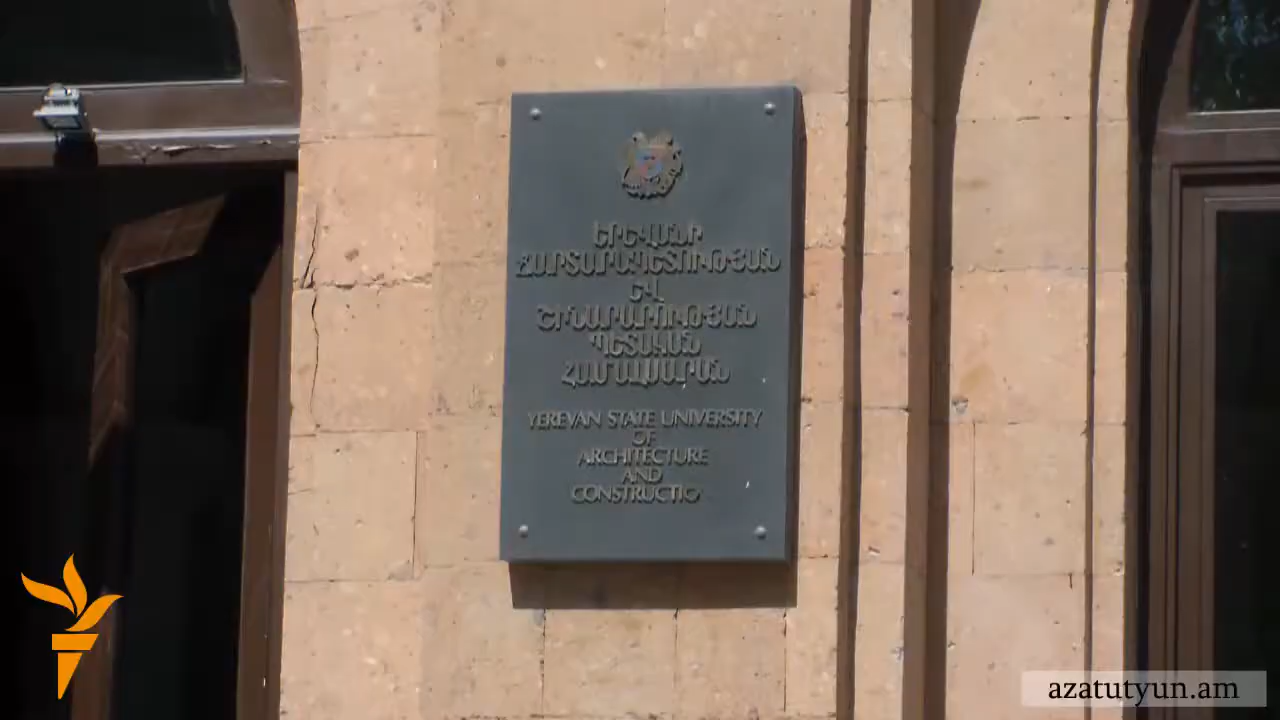 ԵՐԵՎԱՆԻ
ՃԱՐՏԱՐԱՊԵՏՈՒԹՅԱՆ
ԵՎ
ՇԻՆԱՐԱՐՈՒԹՅԱՆ
ՊԵՏԱԿԱՆ
ՀԱՄԱԼՍԱՐԱՆ
YEREVAN STATE UNIVERSITY
OF
ARCHITECTURE
AND
CONSTRUCTIO
azatutyun.am